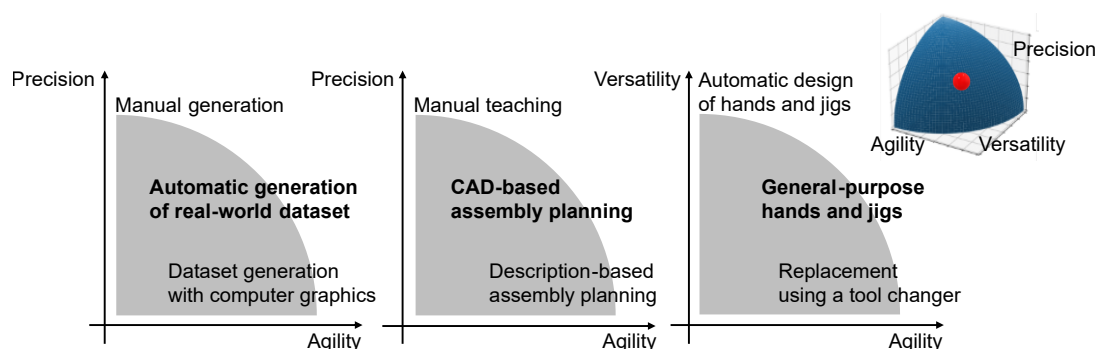 Precision
Manual generation
Automatic generation
of real-world dataset
Dataset generation
with computer graphics
Agility
Precision
Manual teaching
CAD-based
assembly planning
Description-based
assembly planning
Agility
Versatility
Automatic design
of hands and jigs
General-purpose
hands and jigs
Replacement
using a tool changer
Agility
Precision
Agility
Versatility